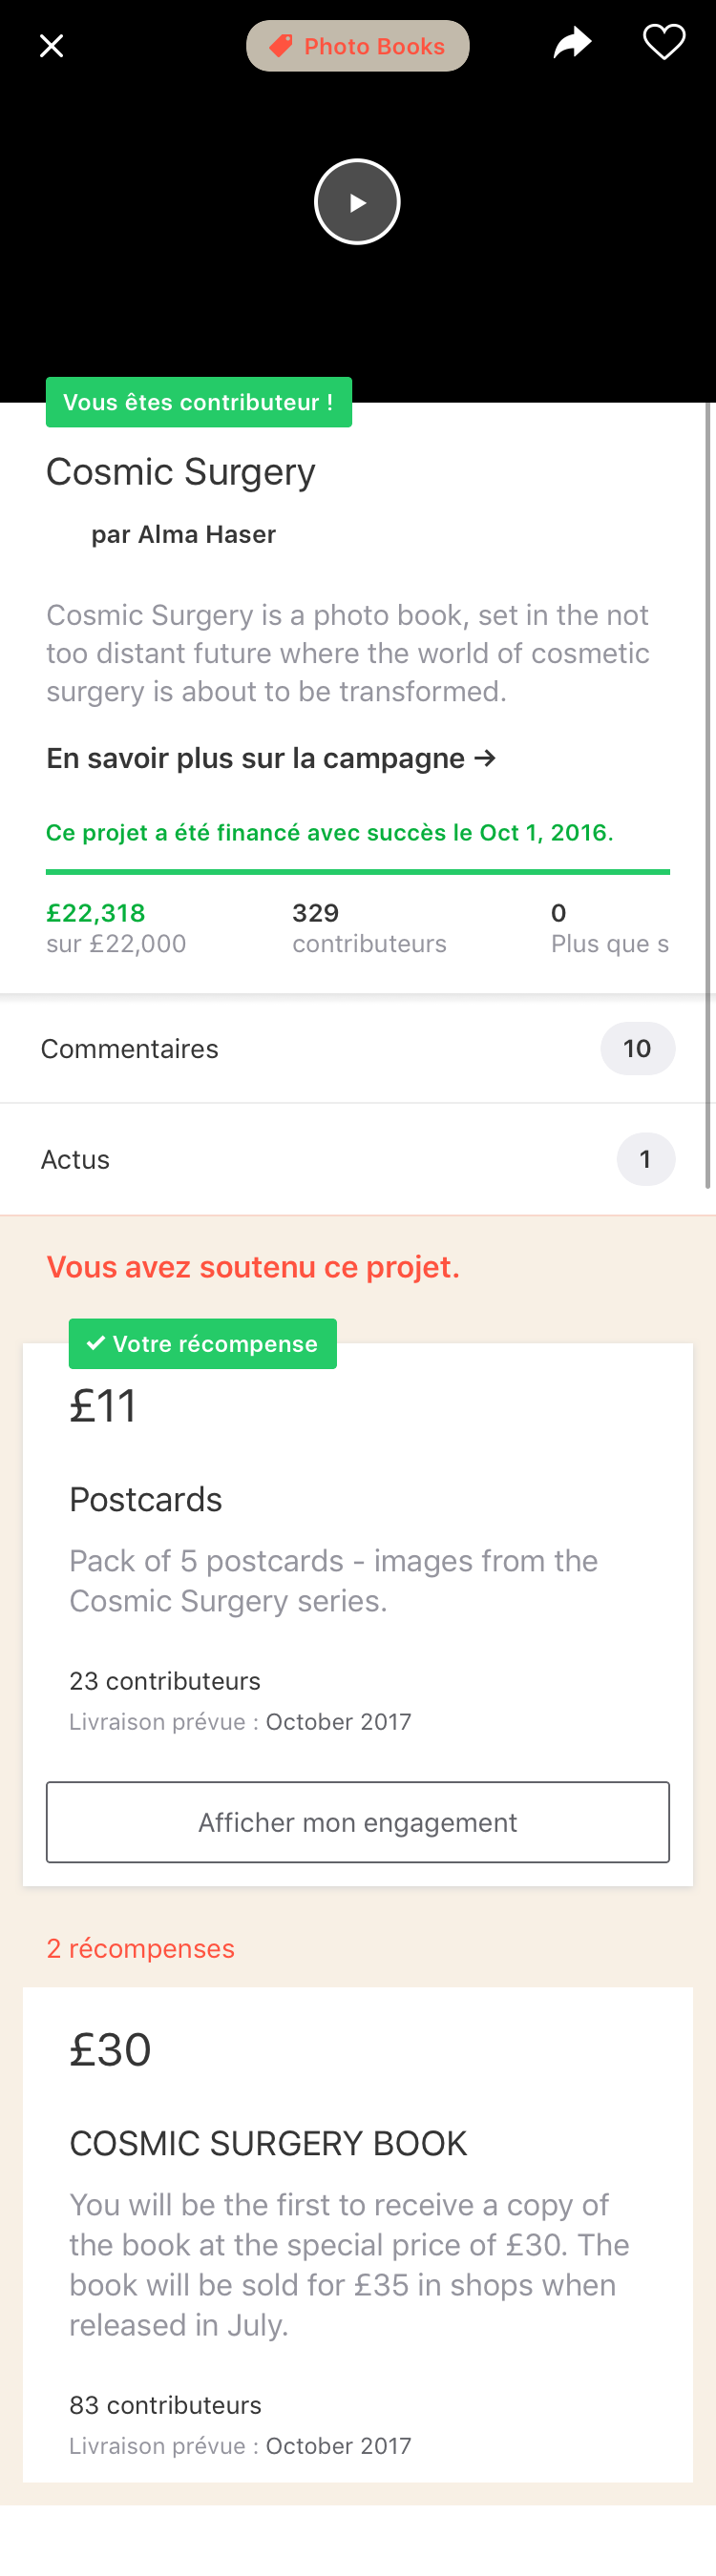 Photo Books
Vous êtes contributeur !
Cosmic Surgery
par Alma Haser
Cosmic Surgery is a photo book, set in the not
too distant future where the world of cosmetic
surgery is about to be transformed.
En savoir plus sur la campagne →
Ce projet a été financé avec succès le Oct 1, 2016.
£22,318
sur £22,000
329
contributeurs
0
Plus que s
Commentaires
10
Actus
1
Vous avez soutenu ce projet.
✓ Votre récompense
£11
Postcards
Pack of 5 postcards - images from the
Cosmic Surgery series.
23 contributeurs
Livraison prévue : October 2017
Afficher mon engagement
2 récompenses
£30
COSMIC SURGERY BOOK
You will be the first to receive a copy of
the book at the special price of £30. The
book will be sold for £35 in shops when
released in July.
83 contributeurs
Livraison prévue : October 2017